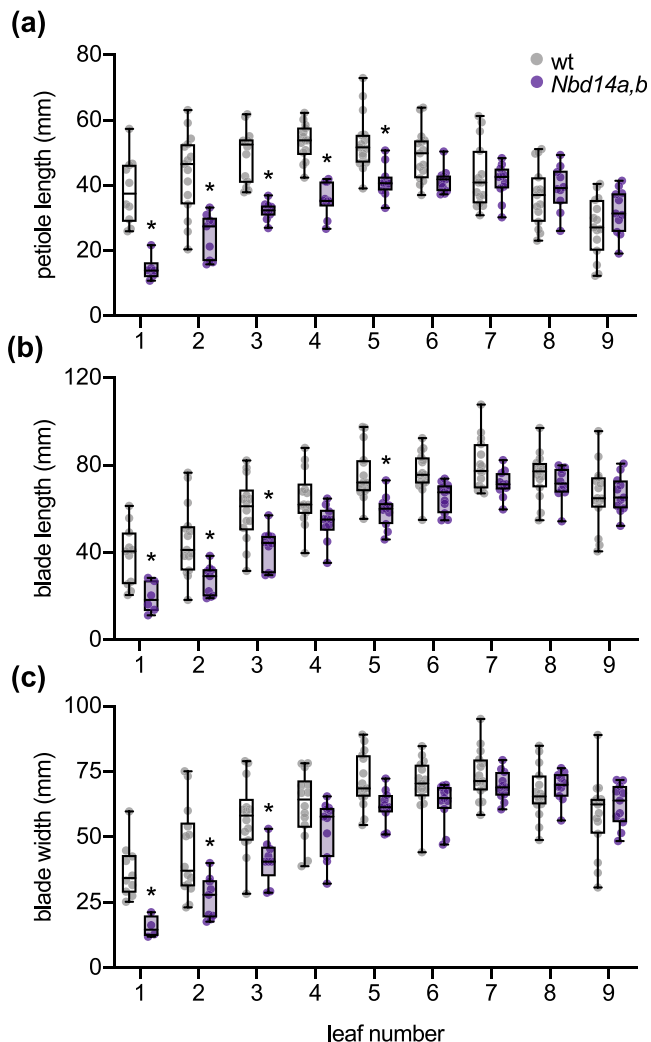 (a)
wt
Nbd14a,b
petiole length (mm)
80
60
40
20
0
* * * * *
1 2 3 4 5 6 7 8 9
(b)
blade length (mm)
120
80
40
0
* * * *
1 2 3 4 5 6 7 8 9
(c)
blade width (mm)
100
75
50
25
0
* * *
1 2 3 4 5 6 7 8 9
leaf number